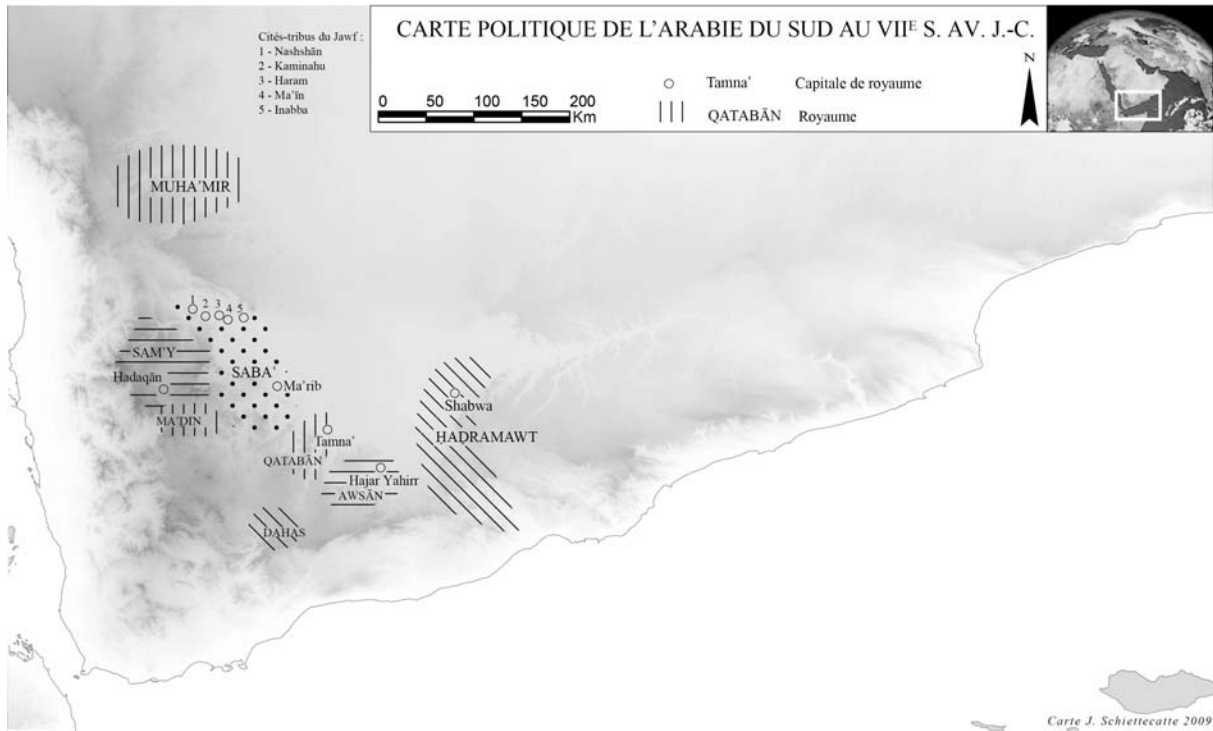 Cités-tribus du Jawf :
1 - Nashshān
2 - Kaminahu
3 - Haram
4 - Ma'īn
5 - Inabba
CARTE POLITIQUE DE L'ARABIE DU SUD AU VIIE S. AV. J.-C.
N
0 50 100 150 200
Km
Tamna' Capitale de royaume
QATABĀN Royaume
MUHA'MIR
1 2 3 4 5
SAM'Y
SABA'
Hadaqān
Ma'rib
Shabwa
MA'DIN
Tamna'
HADRAMAWT
QATABĀN
Hajar Yahirr
AWSĀN
DAHAS
Carte J. Schiettecatte 2009